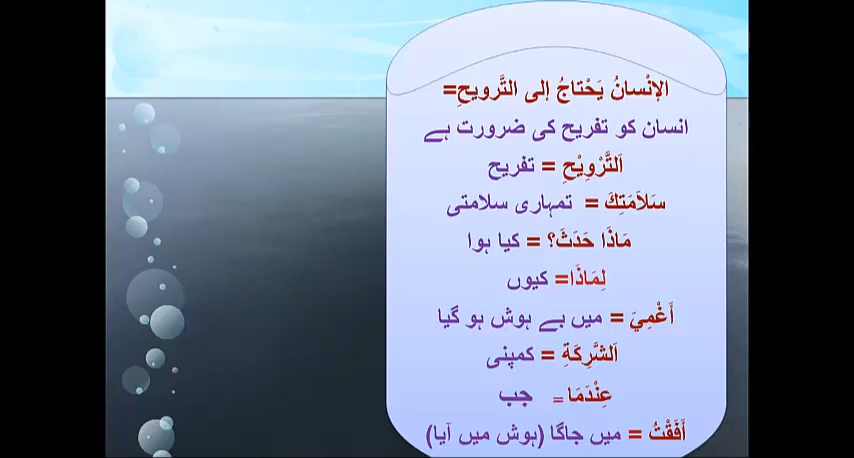 الإنْسانُ يَحْتاجُ إلى التَّرويحِ=
انسان کو تفریح کی ضرورت ہے
اَلتَّرْوِيْحِ = تفریح
سَلاَمَتِكَ = تمہاری سلامتی
مَاذَا حَدَثَ؟ = کیا ہوا
لِمَاذَا= کیوں
أَغْمِيَ = میں بے ہوش ہو گیا
اَلشَّرِكَةِ = کمپنی
عِنْدَمَا = جب
أَفَقْتُ = میں جاگا (ہوش میں آیا)